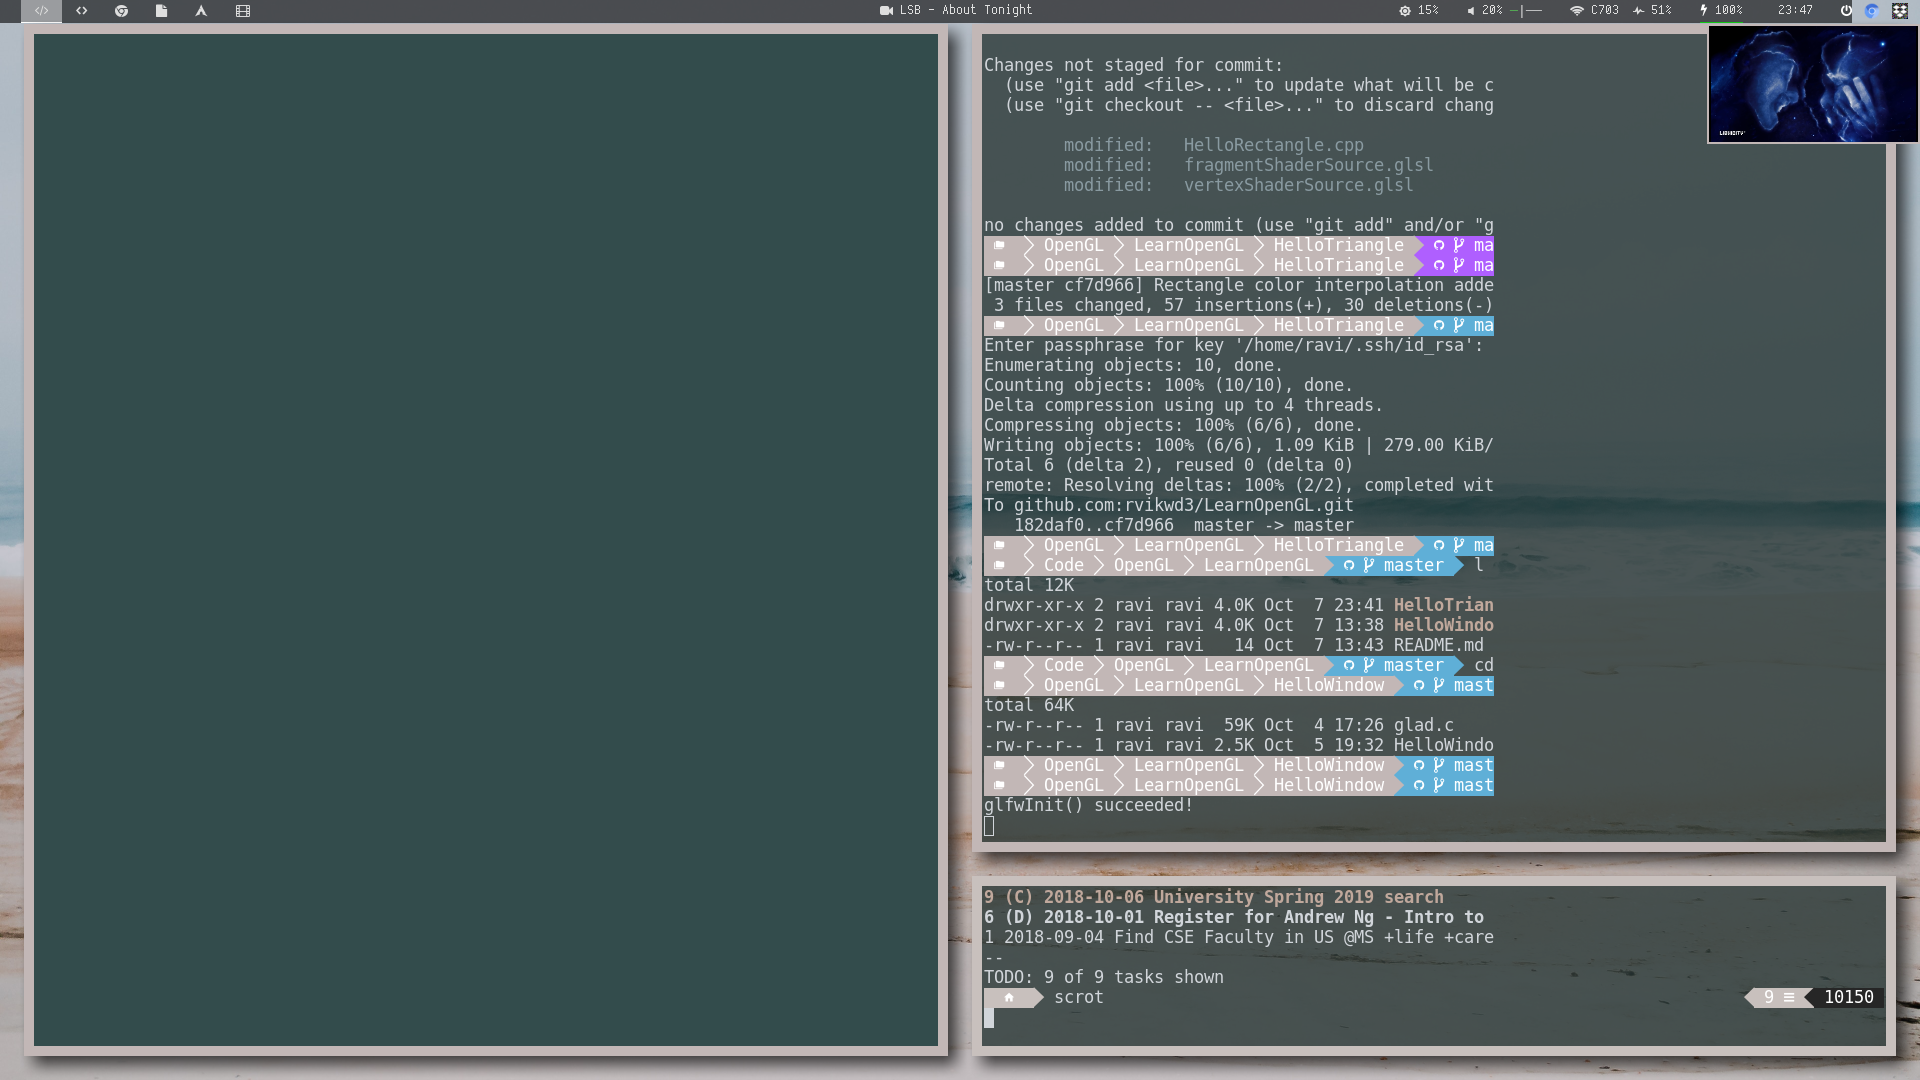 LSB - About Tonight
15%
20%
C703
51%
100%
23:47
Changes not staged for commit:
(use "git add <file>..." to update what will be c
(use "git checkout -- <file>..." to discard chang
modified:   HelloRectangle.cpp
modified:   fragmentShaderSource.glsl
modified:   vertexShaderSource.glsl
no changes added to commit (use "git add" and/or "g
OpenGL LearnOpenGL HelloTriangle ma
OpenGL LearnOpenGL HelloTriangle ma
[master cf7d966] Rectangle color interpolation adde
3 files changed, 57 insertions(+), 30 deletions(-)
OpenGL LearnOpenGL HelloTriangle ma
Enter passphrase for key '/home/ravi/.ssh/id_rsa':
Enumerating objects: 10, done.
Counting objects: 100% (10/10), done.
Delta compression using up to 4 threads.
Compressing objects: 100% (6/6), done.
Writing objects: 100% (6/6), 1.09 KiB | 279.00 KiB/
Total 6 (delta 2), reused 0 (delta 0)
remote: Resolving deltas: 100% (2/2), completed wit
To github.com:rvikwd3/LearnOpenGL.git
182daf0..cf7d966  master -> master
OpenGL LearnOpenGL HelloTriangle ma
Code OpenGL LearnOpenGL master l
total 12K
drwxr-xr-x 2 ravi ravi 4.0K Oct  7 23:41 HelloTrian
drwxr-xr-x 2 ravi ravi 4.0K Oct  7 13:38 HelloWindo
-rw-r--r-- 1 ravi ravi   14 Oct  7 13:43 README.md
Code OpenGL LearnOpenGL master cd
OpenGL LearnOpenGL HelloWindow mast
total 64K
-rw-r--r-- 1 ravi ravi  59K Oct  4 17:26 glad.c
-rw-r--r-- 1 ravi ravi 2.5K Oct  5 19:32 HelloWindo
OpenGL LearnOpenGL HelloWindow mast
OpenGL LearnOpenGL HelloWindow mast
glfwInit() succeeded!
9 (C) 2018-10-06 University Spring 2019 search
6 (D) 2018-10-01 Register for Andrew Ng - Intro to
1 2018-09-04 Find CSE Faculty in US @MS +life +care
--
TODO: 9 of 9 tasks shown
scrot
9
10150